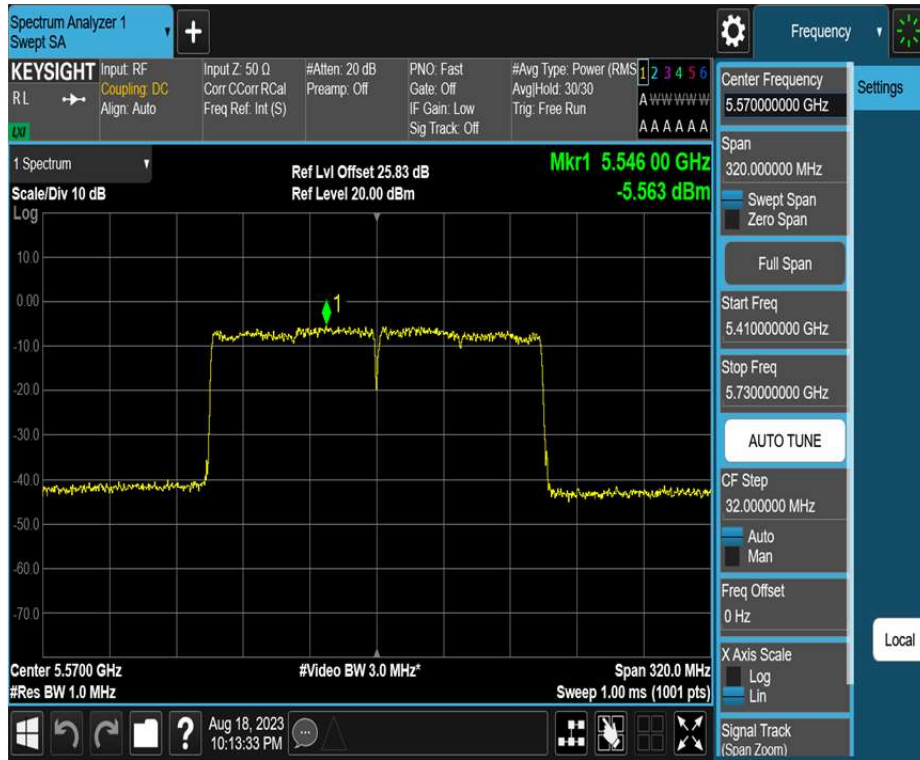 Spectrum Analyzer 1
Swept SA
Frequency
KEYSIGHT
RL
LXI
Input: RF
Coupling: DC
Align: Auto
Input Z: 50 Ω
Corr CCorr RCal
Freq Ref: Int (S)
#Atten: 20 dB
Preamp: Off
PNO: Fast
Gate: Off
IF Gain: Low
Sig Track: Off
#Avg Type: Power (RMS
Avg|Hold: 30/30
Trig: Free Run
1 2 3 4 5 6
A W W W W W
A A A A A A
1 Spectrum
Scale/Div 10 dB
Log
Ref Lvl Offset 25.83 dB
Ref Level 20.00 dBm
Mkr1 5.546 00 GHz
-5.563 dBm
10.0
0.00
-10.0
-20.0
-30.0
-40.0
-50.0
-60.0
-70.0
1
Center 5.5700 GHz
#Res BW 1.0 MHz
#Video BW 3.0 MHz*
Span 320.0 MHz
Sweep 1.00 ms (1001 pts)
?
Aug 18, 2023
10:13:33 PM
Center Frequency
5.570000000 GHz
Span
320.000000 MHz
Swept Span
Zero Span
Full Span
Start Freq
5.410000000 GHz
Stop Freq
5.730000000 GHz
AUTO TUNE
CF Step
32.000000 MHz
Auto
Man
Freq Offset
0 Hz
X Axis Scale
Log
Lin
Signal Track
(Span Zoom)
Settings
Local